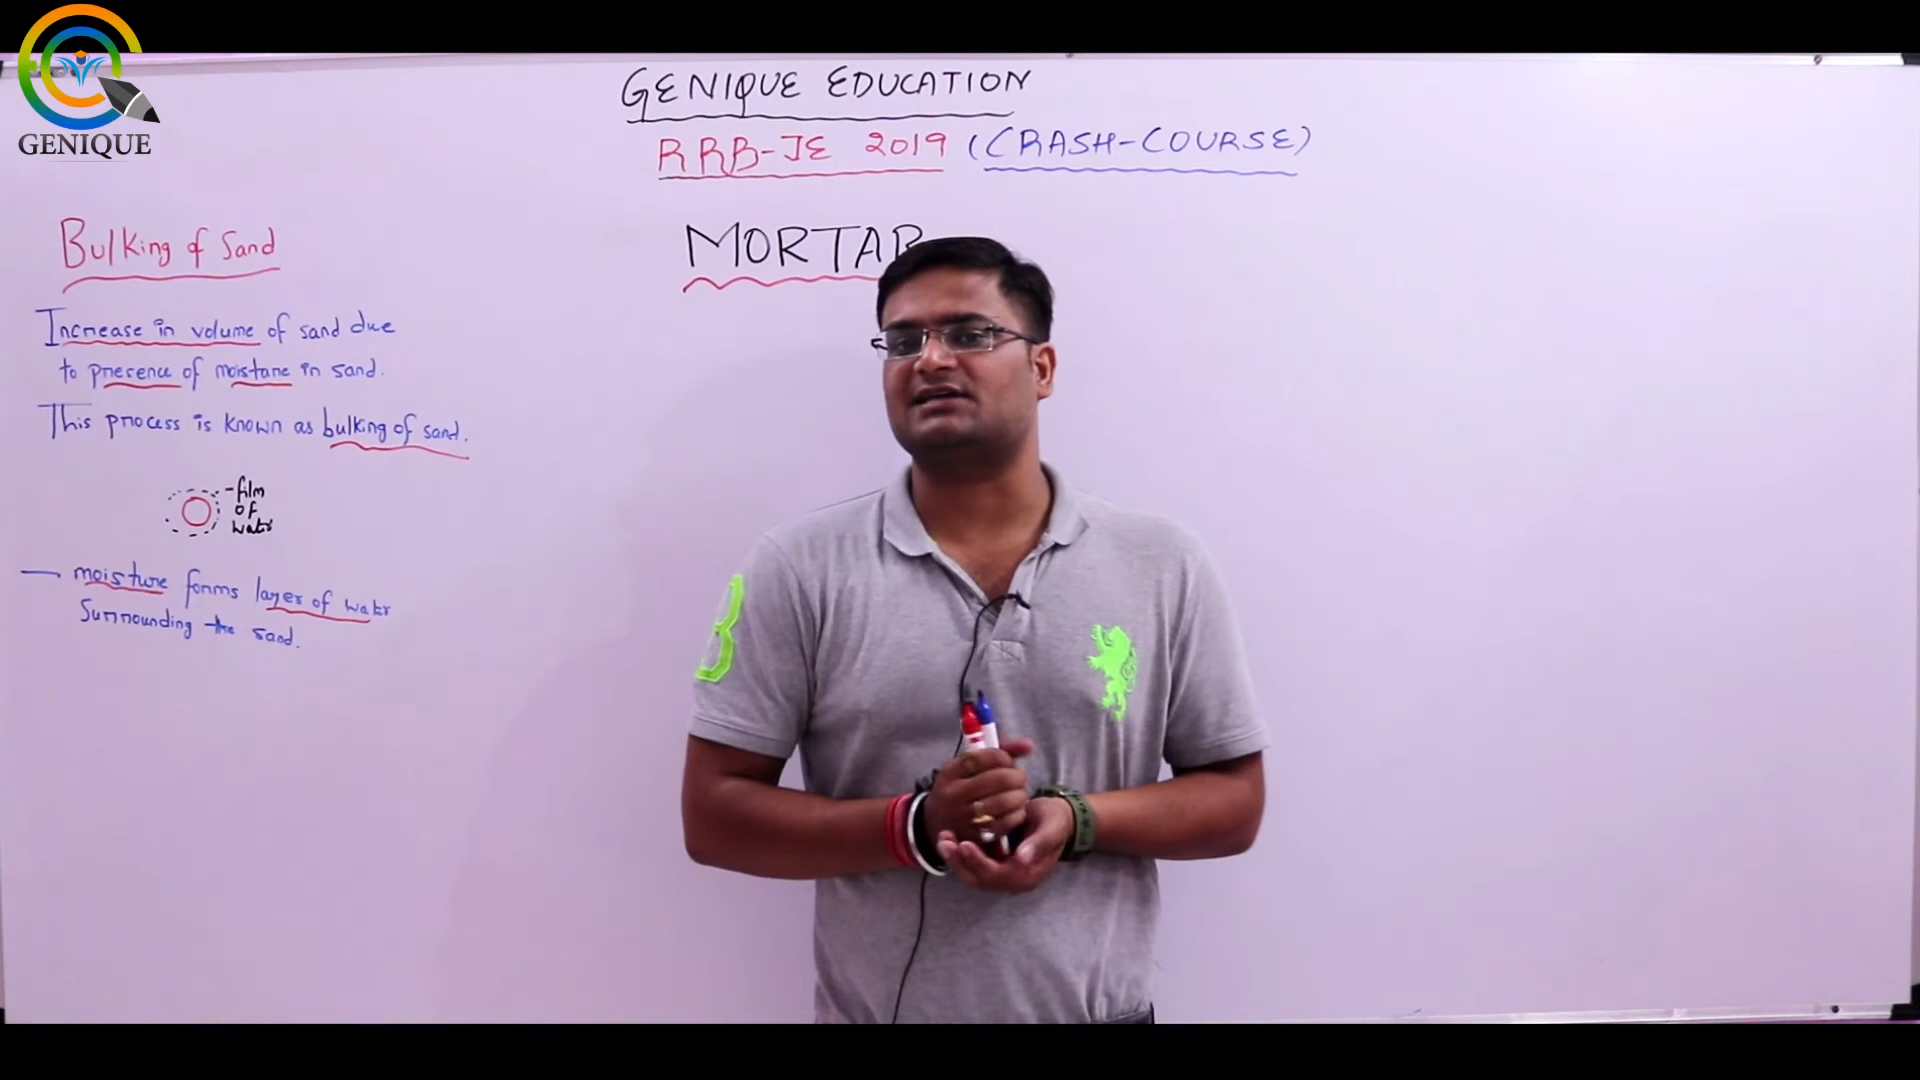 GENIQUE
GENIQUE EDUCATION
RRB-JE 2019 (CRASH-COURSE)
Bulking of Sand
MORTAR
Increase in volume of sand due
to presence of moisture in sand.
This process is known as bulking of sand.
-film
of
water
— moisture forms layer of water
Surrounding the sand.